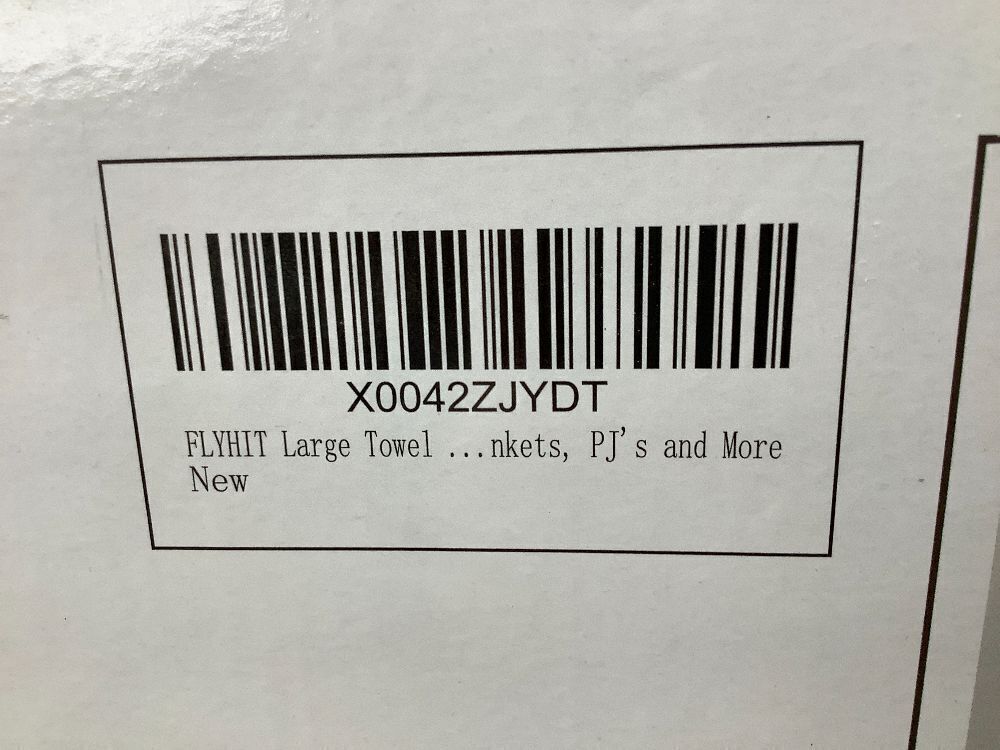 X0042ZJYDT
FLYHIT Large Towel ...nkets, PJ's and More
New